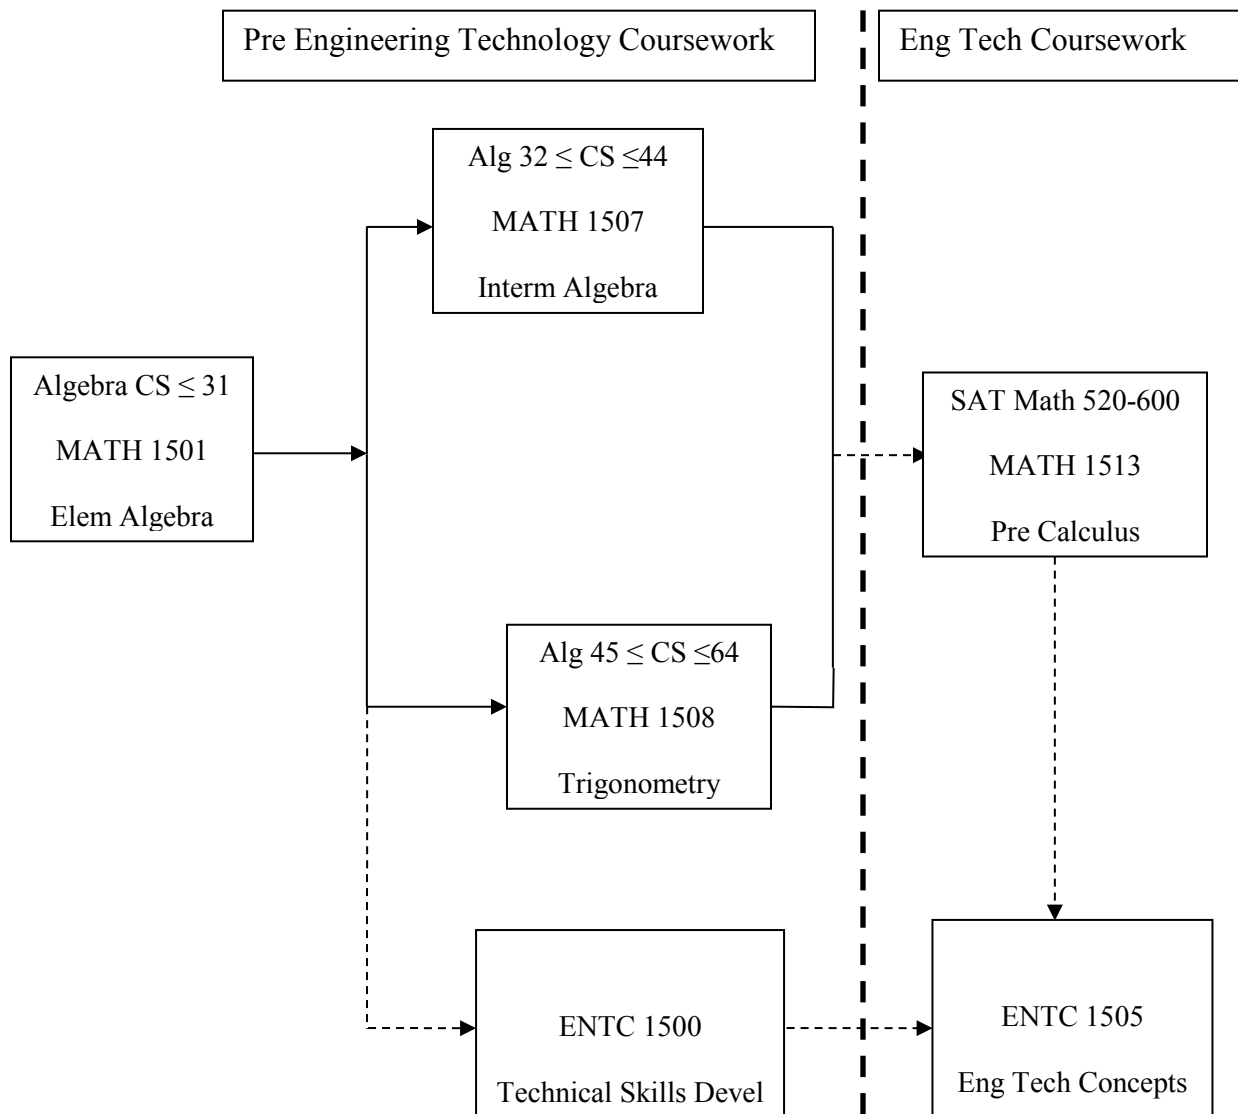 Pre Engineering Technology Coursework
Eng Tech Coursework
Alg 32 ≤ CS ≤44
MATH 1507
Interm Algebra
Algebra CS ≤ 31
MATH 1501
Elem Algebra
SAT Math 520-600
MATH 1513
Pre Calculus
Alg 45 ≤ CS ≤64
MATH 1508
Trigonometry
ENTC 1500
Technical Skills Devel
ENTC 1505
Eng Tech Concepts